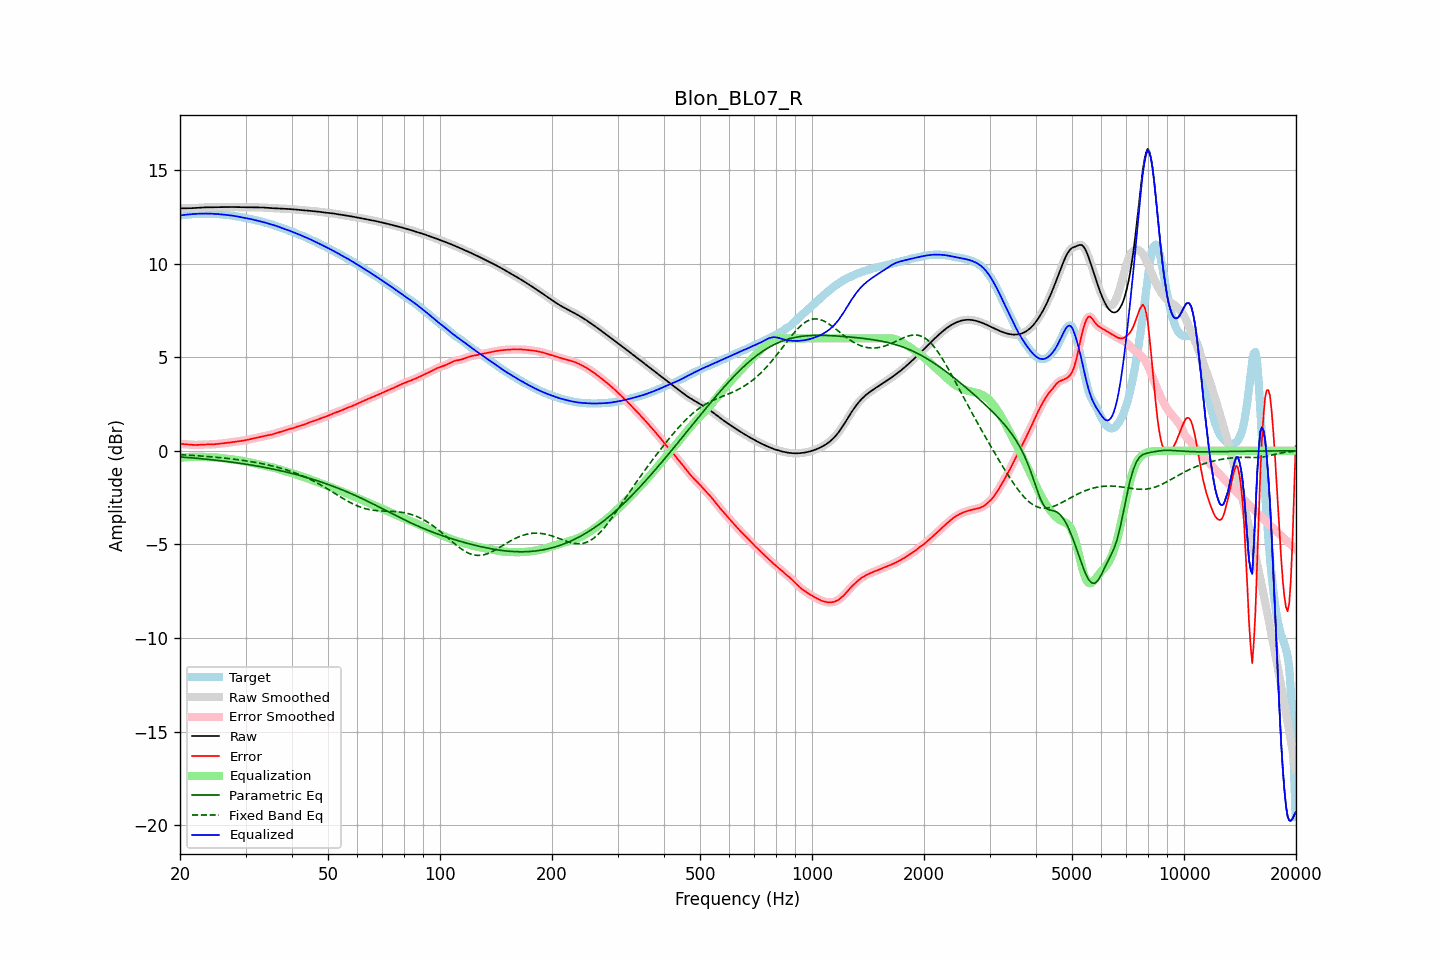 Blon_BL07_R
Amplitude (dBr)
15
10
5
0
−5
−10
−15
−20
Target
Raw Smoothed
Error Smoothed
Raw
Error
Equalization
Parametric Eq
Fixed Band Eq
Equalized
20 50 100 200 500 1000 2000 5000 10000 20000
Frequency (Hz)